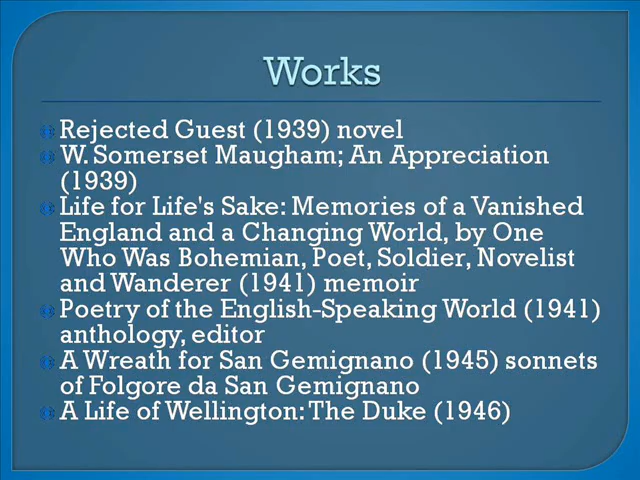 Works
Rejected Guest (1939) novel
W. Somerset Maugham; An Appreciation
(1939)
Life for Life's Sake: Memories of a Vanished
England and a Changing World, by One
Who Was Bohemian, Poet, Soldier, Novelist
and Wanderer (1941) memoir
Poetry of the English-Speaking World (1941)
anthology, editor
A Wreath for San Gemignano (1945) sonnets
of Folgore da San Gemignano
A Life of Wellington: The Duke (1946)